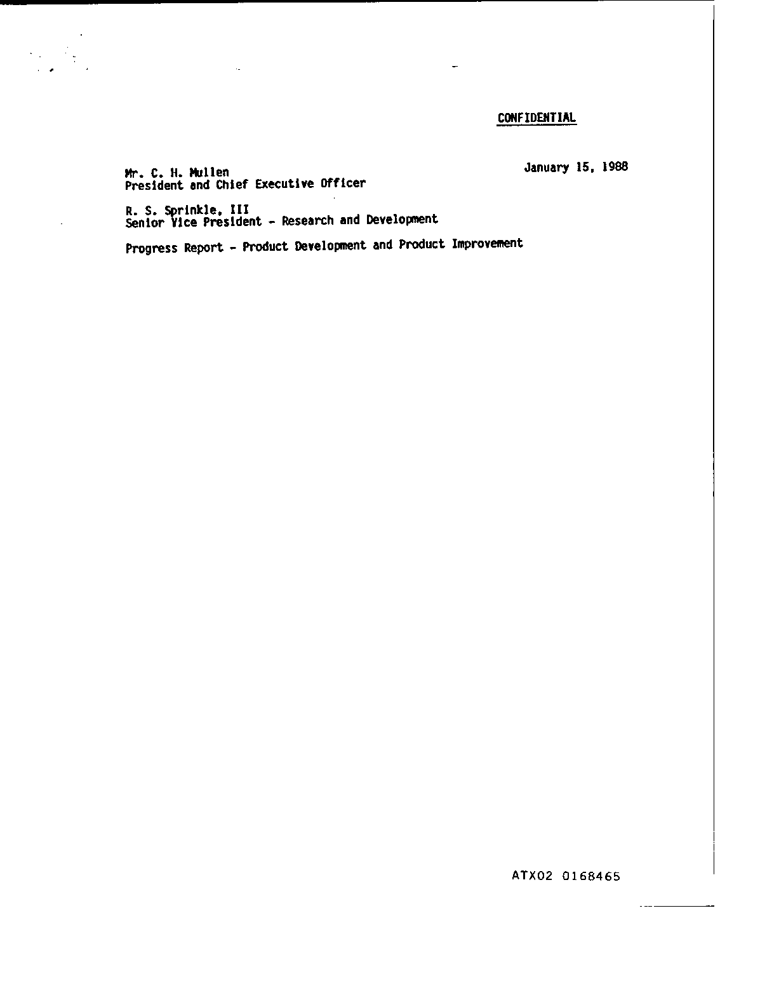 CONFIDENTIAL
January 15, 1988
Mr. C. H. Mullen
President and Chief Executive Officer
R. S. Sprinkle, III
Senior Vice President - Research and Development
Progress Report - Product Development and Product Improvement
ATX02 0168465